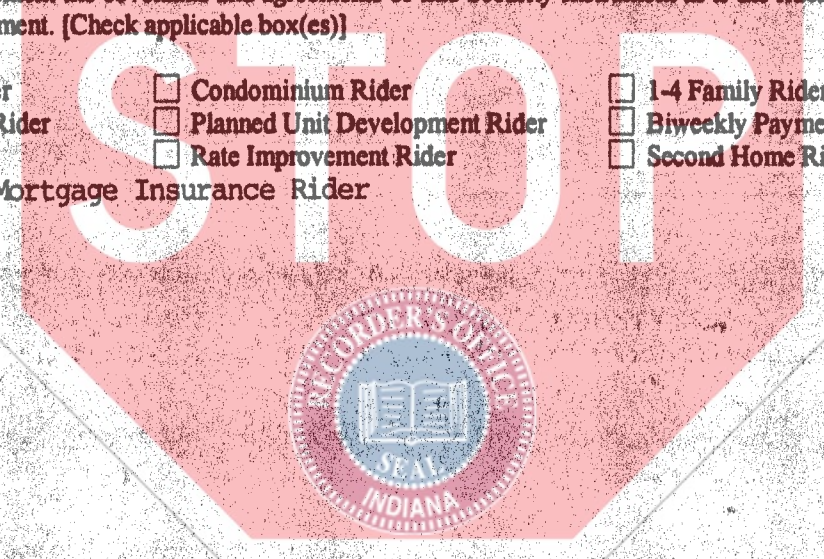 ment. [Check applicable box(es)]
Condominium Rider
1-4 Family Rider
Rider
Planned Unit Development Rider
Biweekly
Rate Improvement Rider
Second Home
Mortgage Insurance Rider
STOP
RECORDER'S OFFICE
SEAL
INDIANA